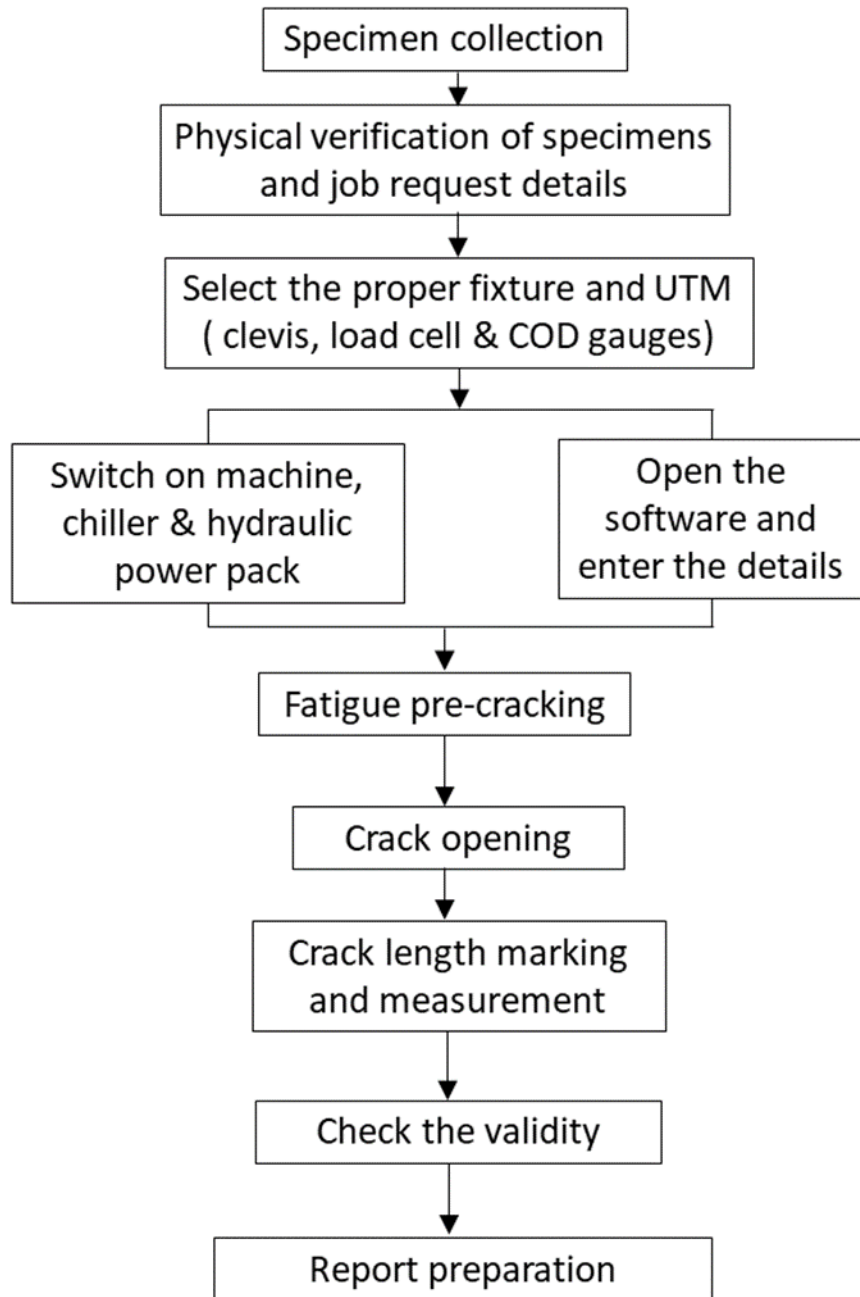 Specimen collection
Physical verification of specimens
and job request details
Select the proper fixture and UTM
( clevis, load cell & COD gauges)
Switch on machine,
chiller & hydraulic
power pack
Open the
software and
enter the details
Fatigue pre-cracking
Crack opening
Crack length marking
and measurement
Check the validity
Report preparation